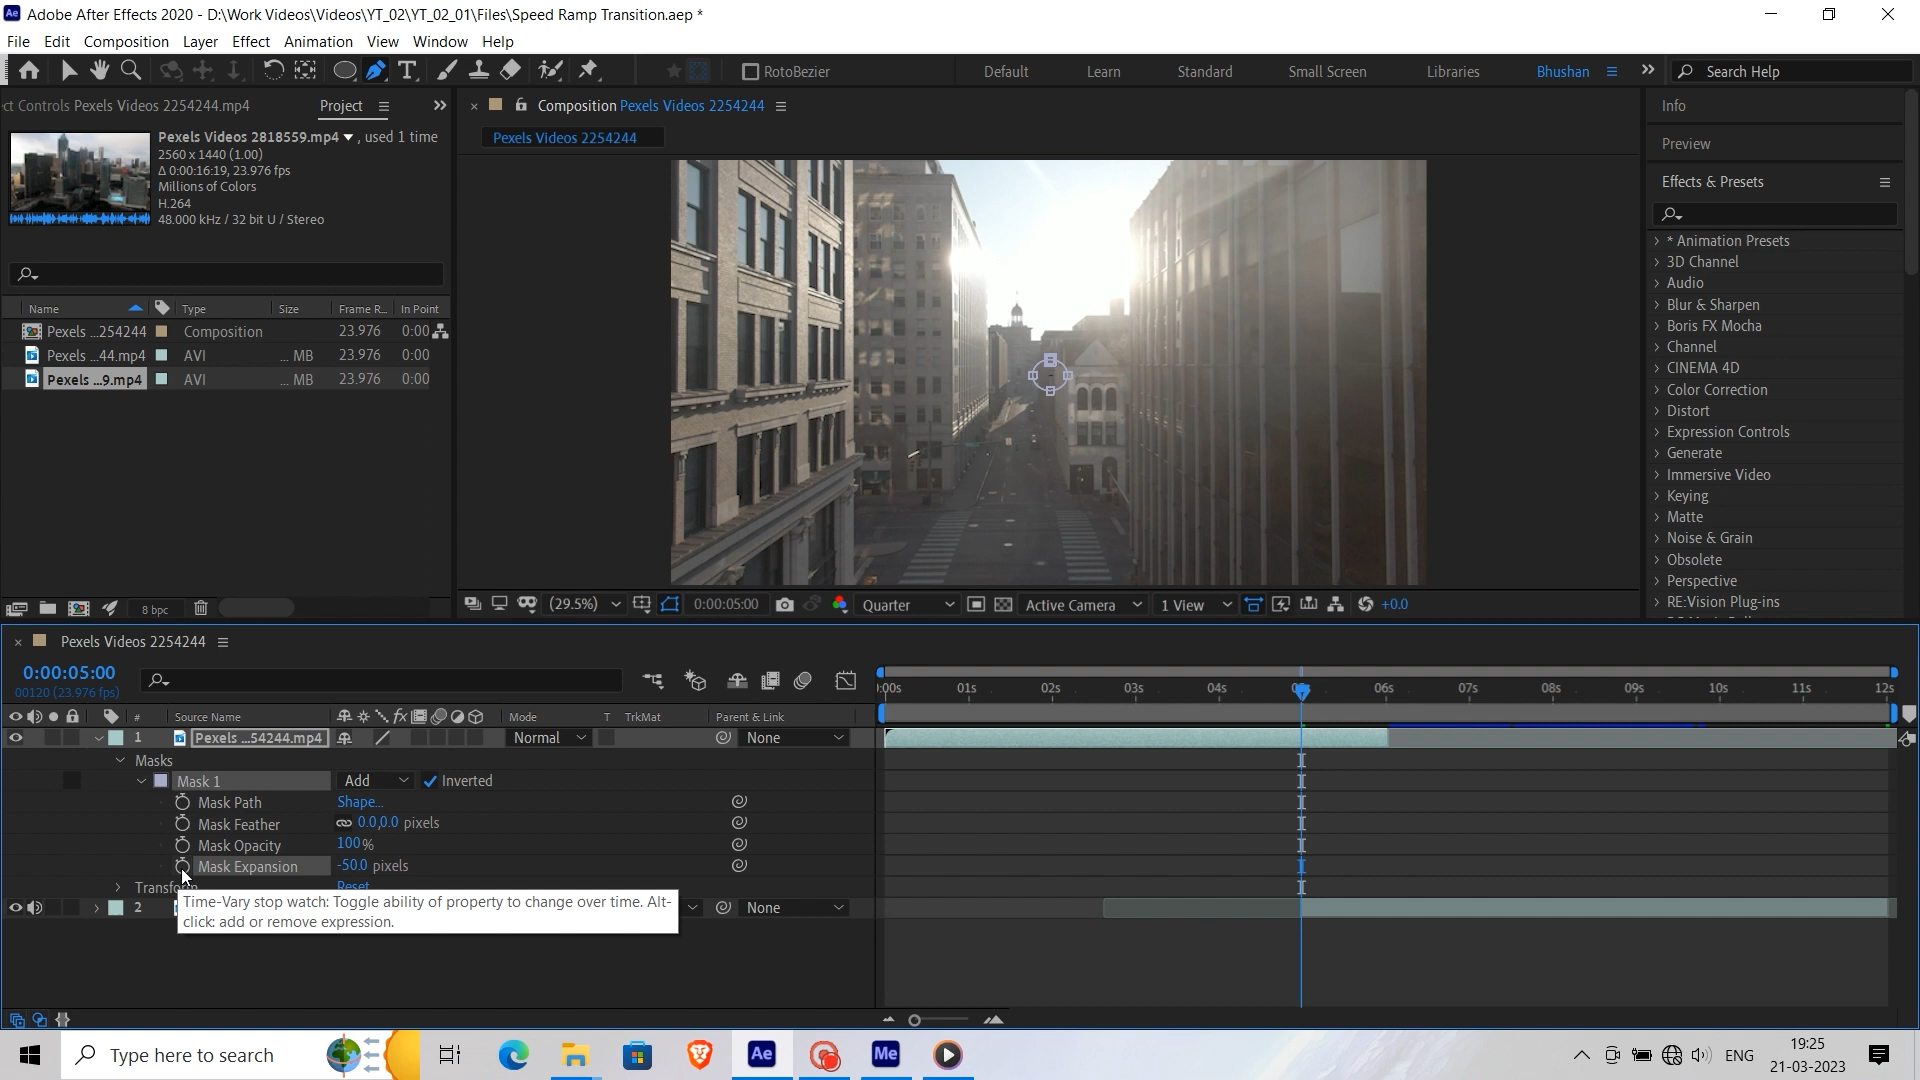 Ae Adobe After Effects 2020 - D:\Work Videos\Videos\YT_02\YT_02_01\Files\Speed Ramp Transition.aep *
File Edit Composition Layer Effect Animation View Window Help
RotoBezier Default Learn Standard Small Screen Libraries Bhushan Search Help
ct Controls Pexels Videos 2254244.mp4 Project
Composition Pexels Videos 2254244
Info
Pexels Videos 2818559.mp4 , used 1 time
Pexels Videos 2254244
2560 x 1440 (1.00)
Δ 0:00:16:19, 23.976 fps
Millions of Colors
H.264
48.000 kHz / 32 bit U / Stereo
Preview
Effects & Presets
* Animation Presets
3D Channel
Audio
Blur & Sharpen
Boris FX Mocha
Channel
CINEMA 4D
Color Correction
Distort
Expression Controls
Generate
Immersive Video
Keying
Matte
Noise & Grain
Obsolete
Perspective
RE:Vision Plug-ins
Name Type Size Frame R... In Point
Pexels ...254244 Composition 23.976 0:00
Pexels ...44.mp4 AVI ... MB 23.976 0:00
Pexels ...9.mp4 AVI ... MB 23.976 0:00
8 bpc
(29.5%) 0:00:05:00 Quarter Active Camera 1 View +0.0
Pexels Videos 2254244
0:00:05:00
00120 (23.976 fps)
):00s 01s 02s 03s 04s 06s 07s 08s 09s 10s 11s 12s
# Source Name Mode T TrkMat Parent & Link
1 Pexels ...54244.mp4 Normal None
Masks
Mask 1 Add Inverted
Mask Path Shape...
Mask Feather 0.0,0.0 pixels
Mask Opacity 100%
Mask Expansion -50.0 pixels
Transform Reset
2 None
Time-Vary stop watch: Toggle ability of property to change over time. Alt-
click: add or remove expression.
Type here to search
Ae
Me
ENG
19:25
21-03-2023